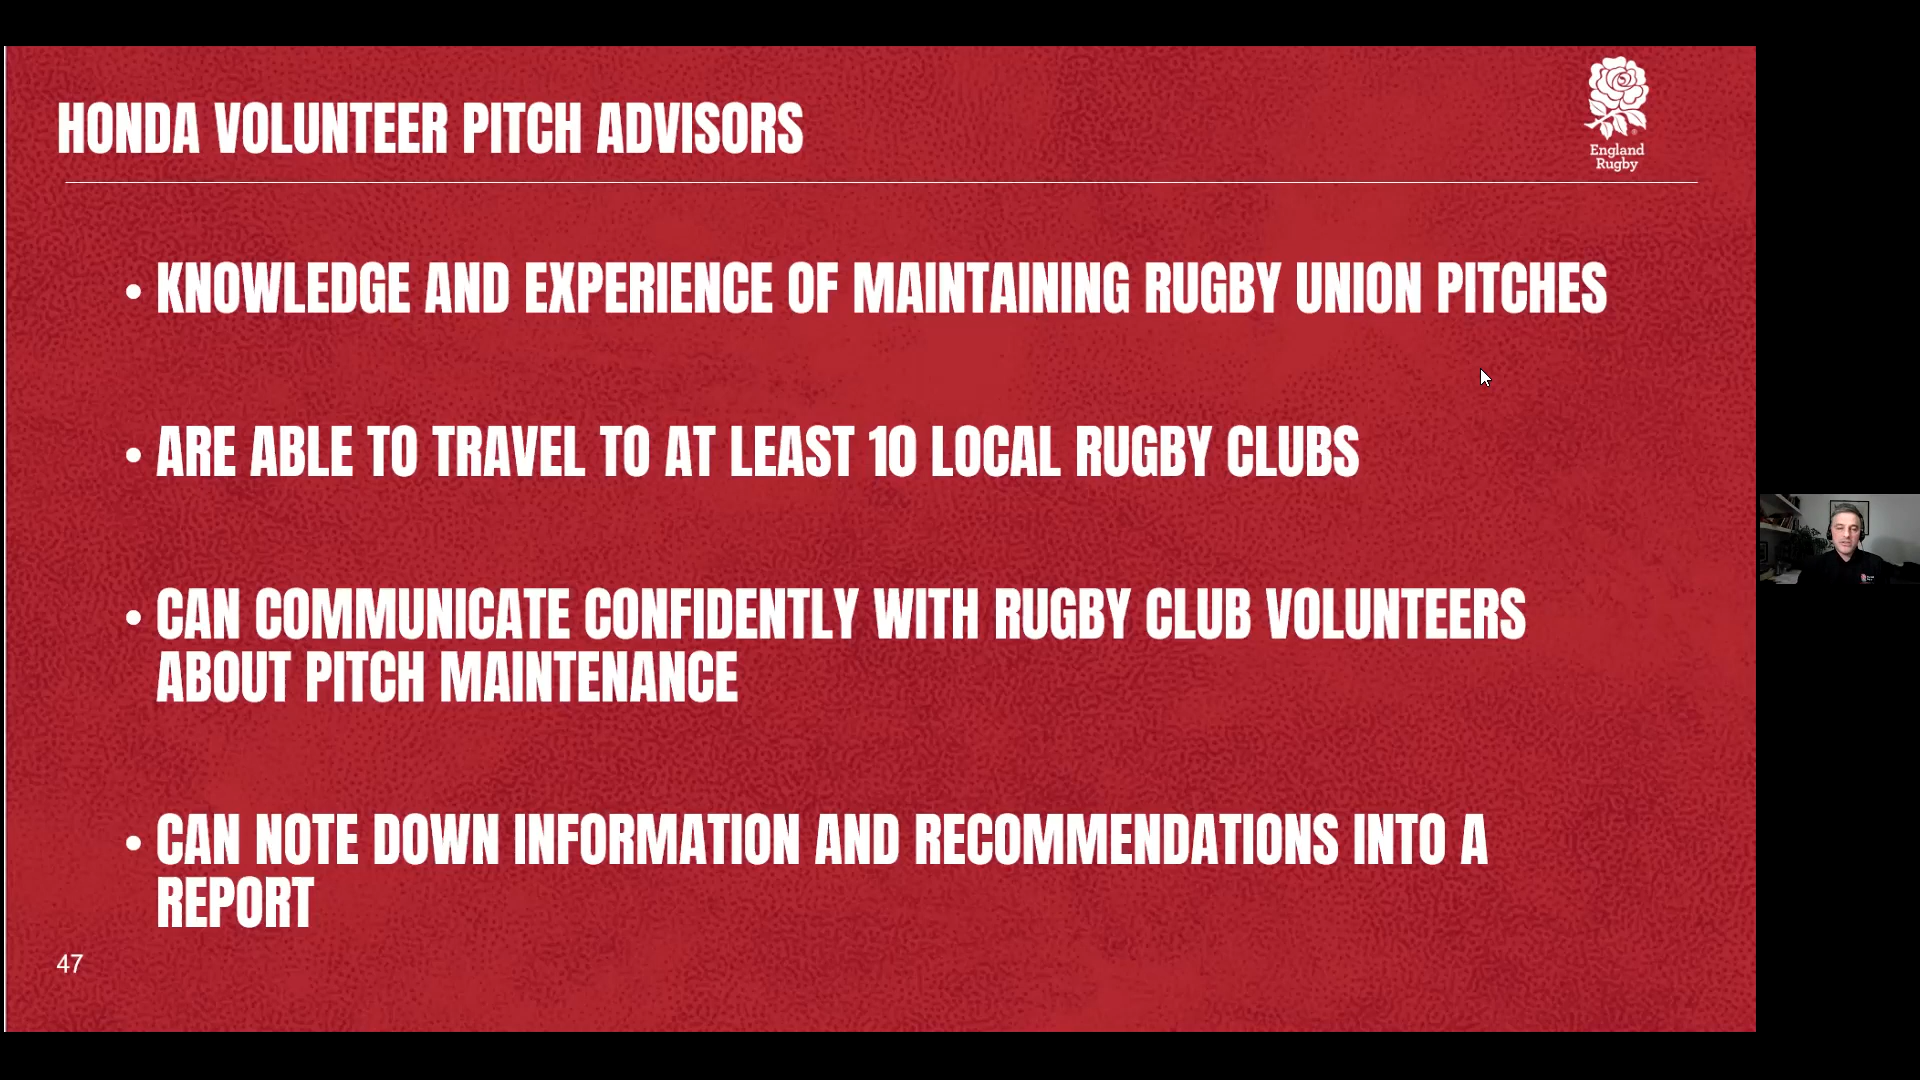 HONDA VOLUNTEER PITCH ADVISORS
England
Rugby
• KNOWLEDGE AND EXPERIENCE OF MAINTAINING RUGBY UNION PITCHES
• ARE ABLE TO TRAVEL TO AT LEAST 10 LOCAL RUGBY CLUBS
• CAN COMMUNICATE CONFIDENTLY WITH RUGBY CLUB VOLUNTEERS
ABOUT PITCH MAINTENANCE
• CAN NOTE DOWN INFORMATION AND RECOMMENDATIONS INTO A
REPORT
47